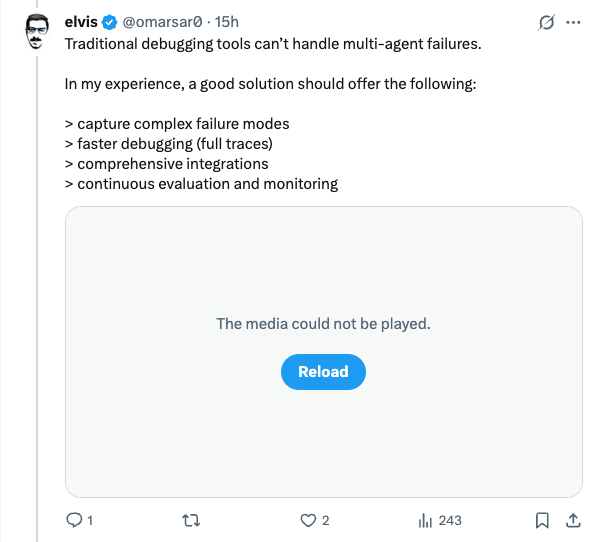 elvis @omarsar0 · 15h
Traditional debugging tools can’t handle multi-agent failures.
In my experience, a good solution should offer the following:
> capture complex failure modes
> faster debugging (full traces)
> comprehensive integrations
> continuous evaluation and monitoring
The media could not be played.
Reload
1 2 243